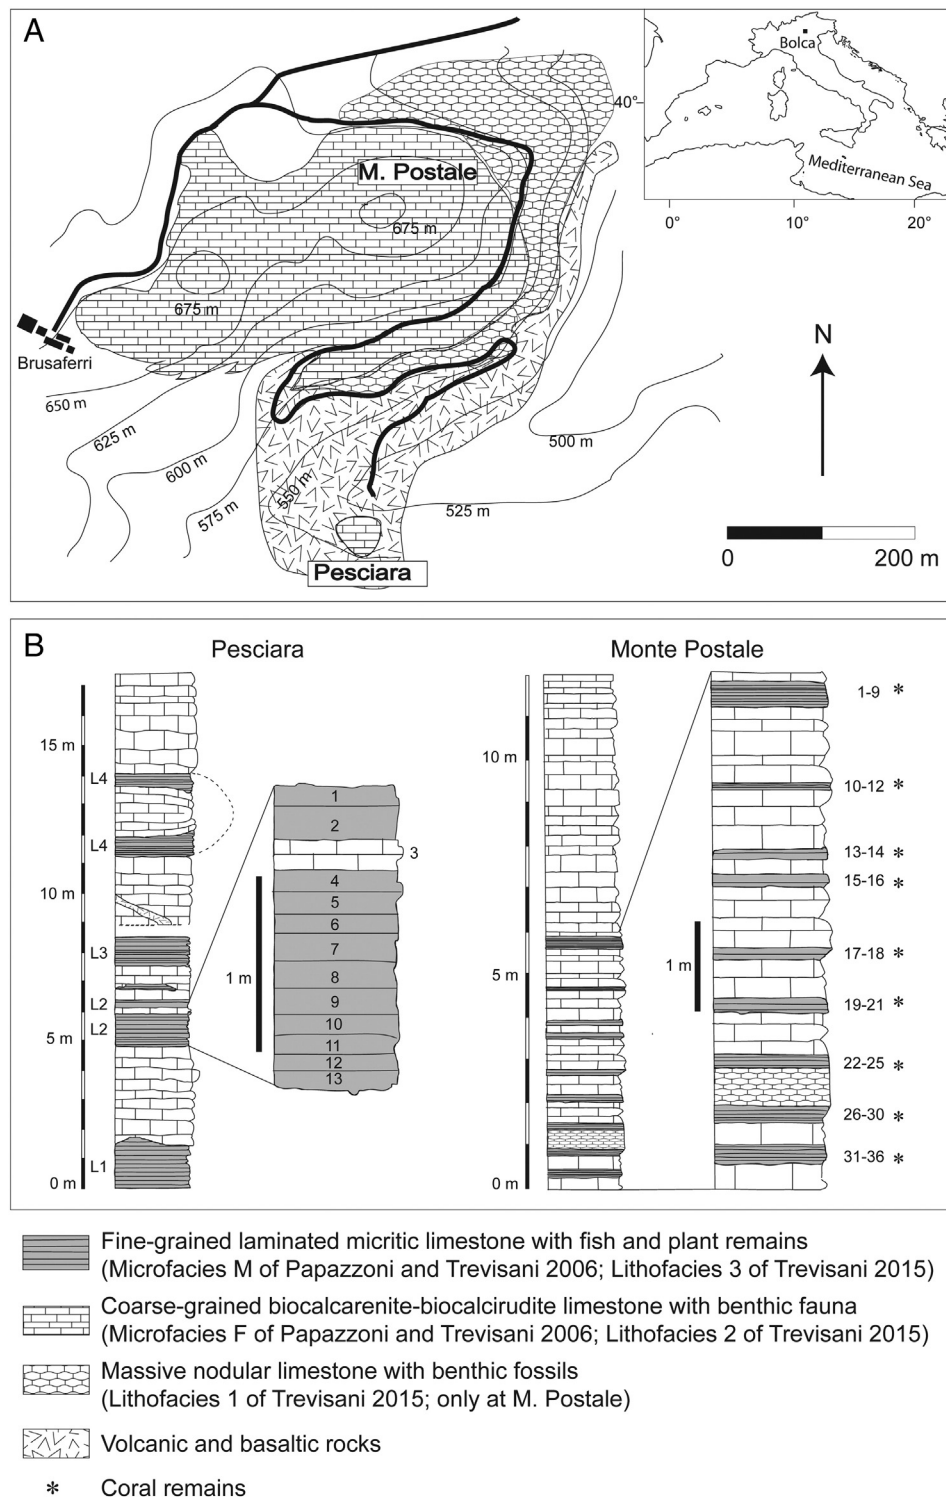 A
Bolca
40°
Mediterranean Sea
0°
10°
20°
M. Postale
675 m
675 m
Brusaferri
650 m
625 m
600 m
575 m
550 m
525 m
500 m
N
0
200 m
Pesciara
B
Pesciara
Monte Postale
15 m
10 m
5 m
0 m
L4
L4
L3
L2
L2
L1
1
2
3
4
5
6
7
8
9
10
11
12
13
1 m
10 m
5 m
0 m
1 m
1-9 *
10-12 *
13-14 *
15-16 *
17-18 *
19-21 *
22-25 *
26-30 *
31-36 *
Fine-grained laminated micritic limestone with fish and plant remains
(Microfacies M of Papazzoni and Trevisani 2006; Lithofacies 3 of Trevisani 2015)
Coarse-grained biocalcarenite-biocalcirudite limestone with benthic fauna
(Microfacies F of Papazzoni and Trevisani 2006; Lithofacies 2 of Trevisani 2015)
Massive nodular limestone with benthic fossils
(Lithofacies 1 of Trevisani 2015; only at M. Postale)
Volcanic and basaltic rocks
* Coral remains